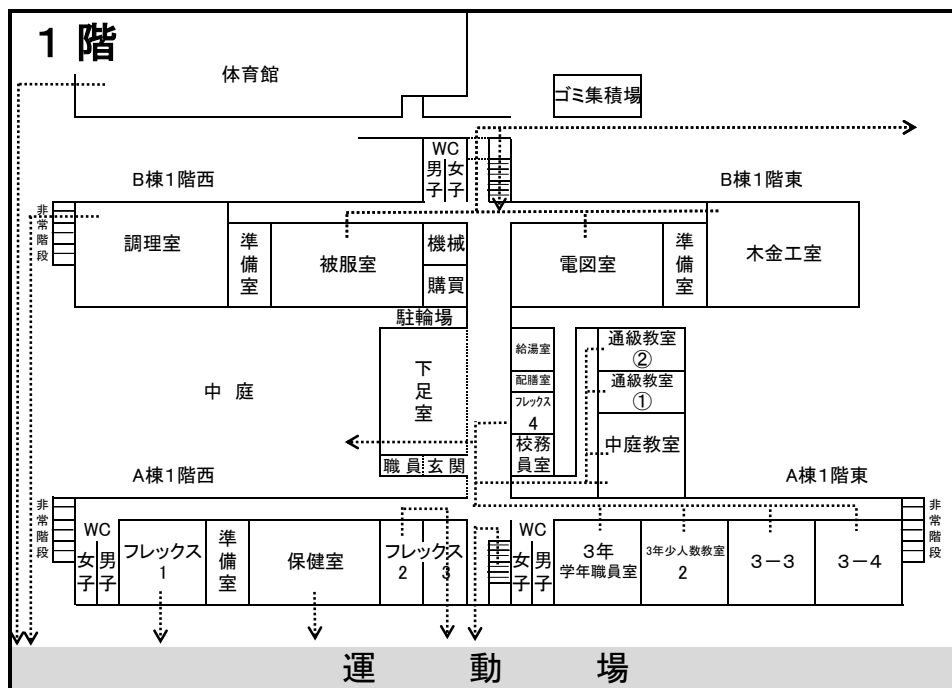 1 階
体育館
ゴミ集積場
WC
男子
女子
B棟1階西
B棟1階東
非常階段
調理室
準備室
被服室
機械
購買
電図室
準備室
木金工室
駐輪場
下足室
中 庭
給湯室
配膳室
フレックス
4
校務
員室
通級教室
②
通級教室
①
中庭教室
職員玄関
A棟1階西
A棟1階東
非常階段
WC
女子
男子
フレックス
1
準備室
保健室
フレックス
2
3
WC
女子
男子
3年
学年職員室
3年少人数教室
2
3－3
3－4
非常階段
運 動 場